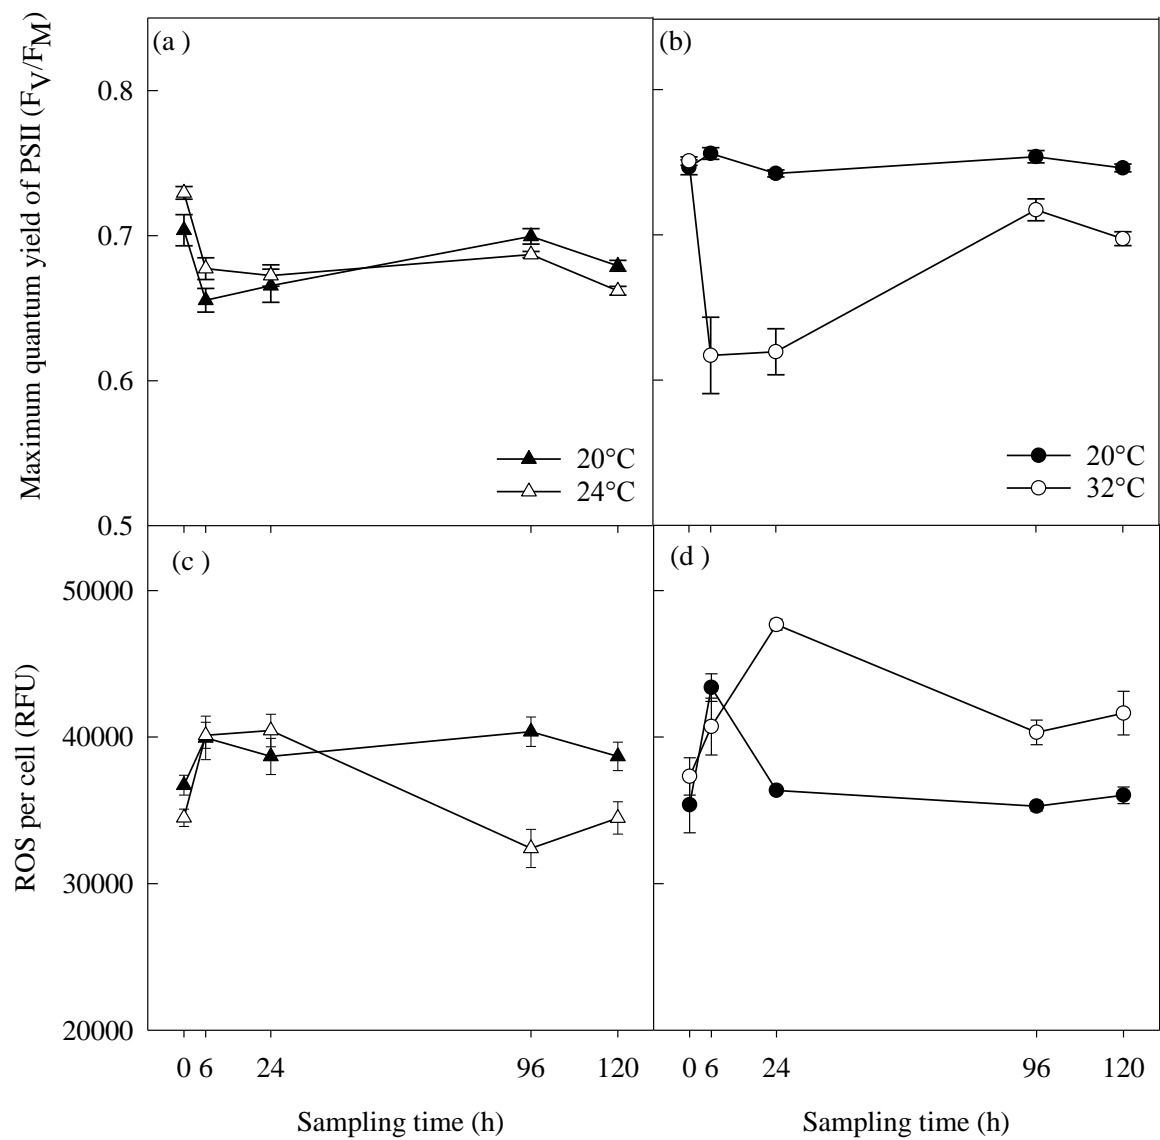 Maximum quantum yield of PSII (FV/FM)
(a )
0.8
0.7
0.6
0.5
20°C
24°C
(b)
20°C
32°C
ROS per cell (RFU)
(c )
50000
40000
30000
20000
0 6 24 96 120
Sampling time (h)
(d )
0 6 24 96 120
Sampling time (h)